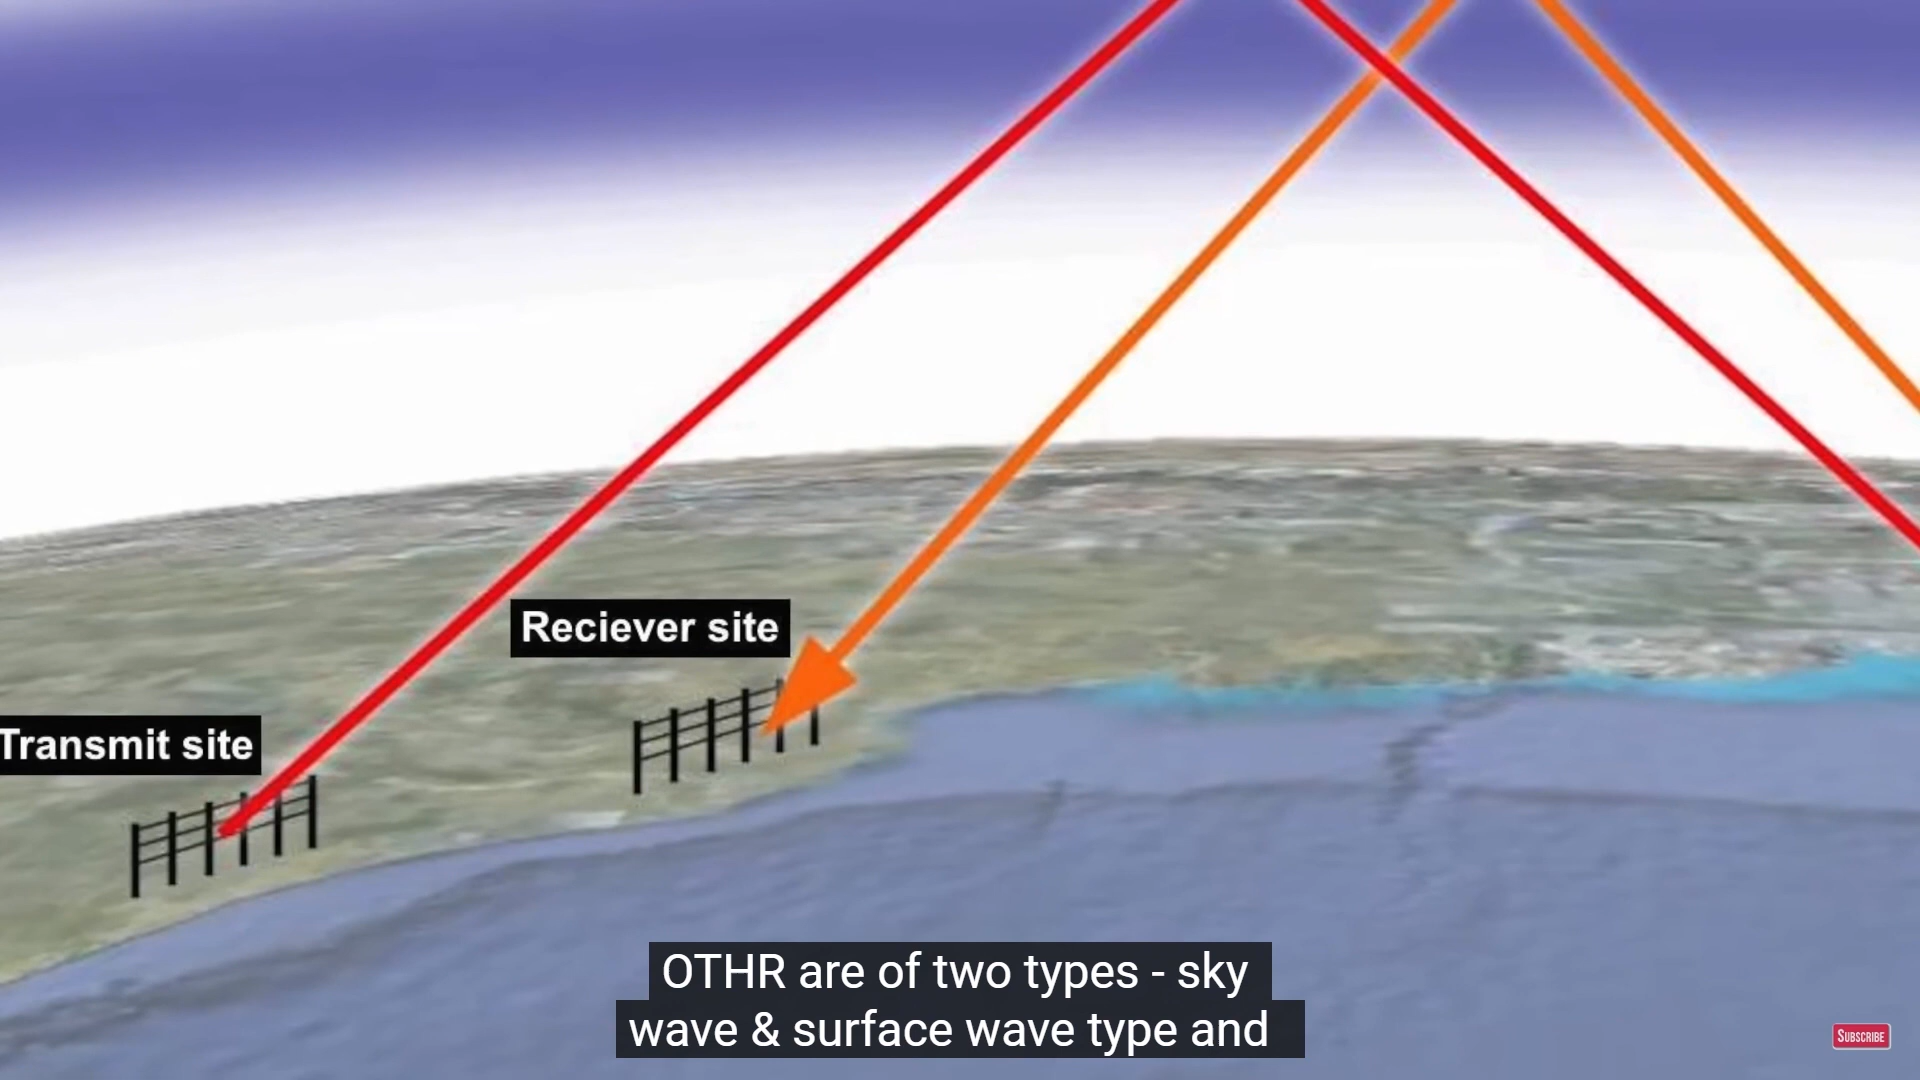 Reciever site
Transmit site
OTHR are of two types - sky
wave & surface wave type and
SUBSCRIBE